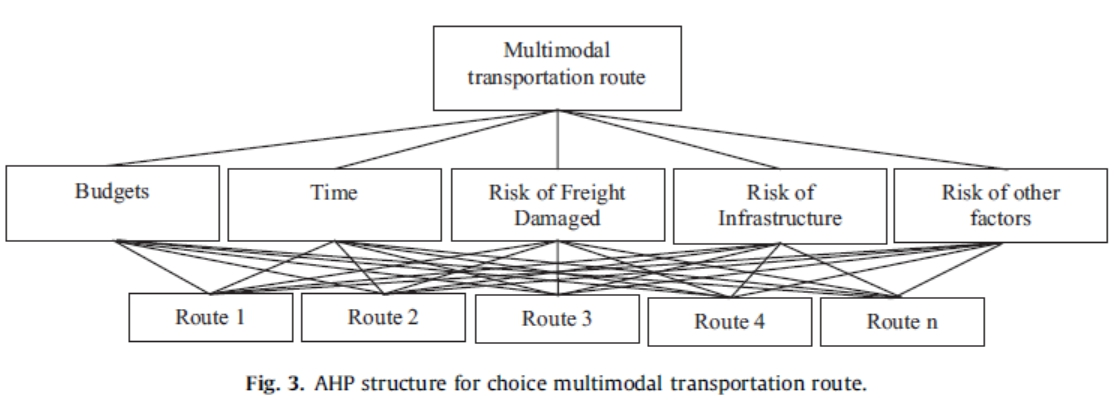 Multimodal
transportation route
Budgets
Time
Risk of Freight
Damaged
Risk of
Infrastructure
Risk of other
factors
Route 1
Route 2
Route 3
Route 4
Route n
Fig. 3. AHP structure for choice multimodal transportation route.